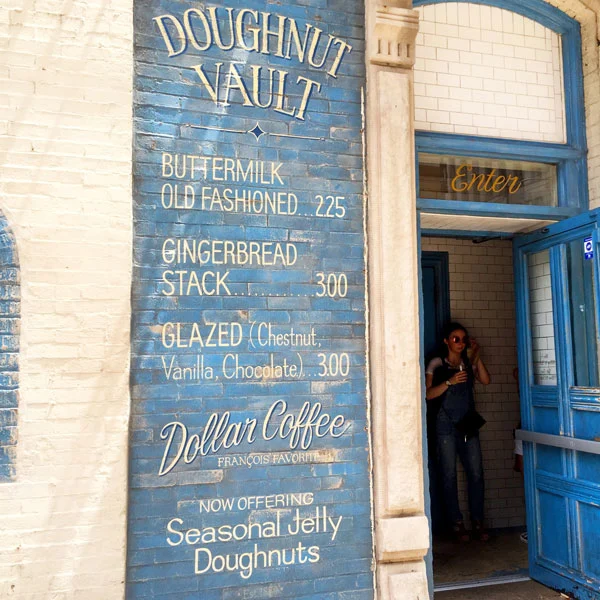 DOUGHNUT
VAULT
BUTTERMILK
OLD FASHIONED...2.25
GINGERBREAD
STACK..........3.00
GLAZED (Chestnut,
Vanilla, Chocolate)...3.00
Dollar Coffee
FRANÇOIS' FAVORITE
NOW OFFERING
Seasonal Jelly
Doughnuts
Enter